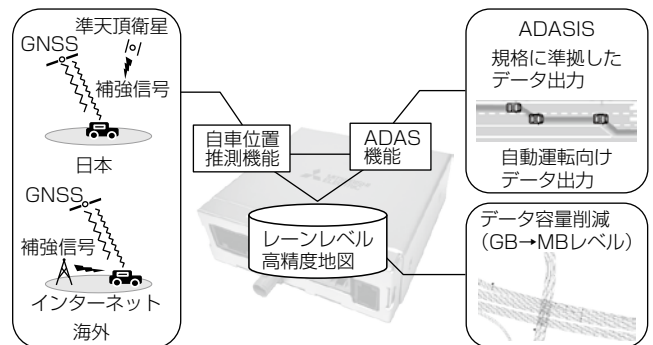 GNSS
準天頂衛星
補強信号
日本
GNSS
補強信号
インターネット
海外
自車位置
推測機能
ADAS
機能
レーンレベル
高精度地図
ADASIS
規格に準拠した
データ出力
自動運転向け
データ出力
データ容量削減
（GB→MBレベル）